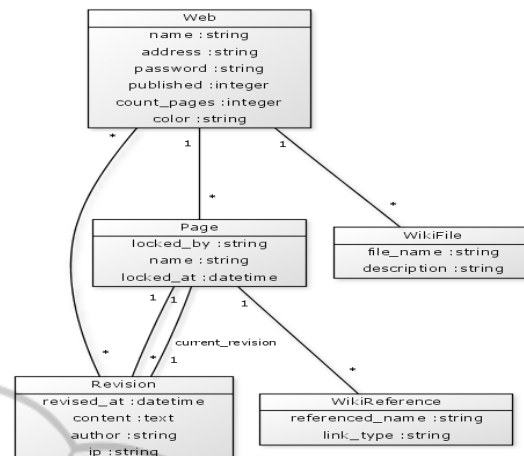 Web
name :string
address :string
password :string
published :integer
count_pages :integer
color :string
*
1
1
*
*
Page
locked_by :string
name :string
locked_at :datetime
WikiFile
file_name :string
description :string
1
1
1
current_revision
*
*
1
*
Revision
revised_at :datetime
content :text
author :string
ip :string
WikiReference
referenced_name :string
link_type :string